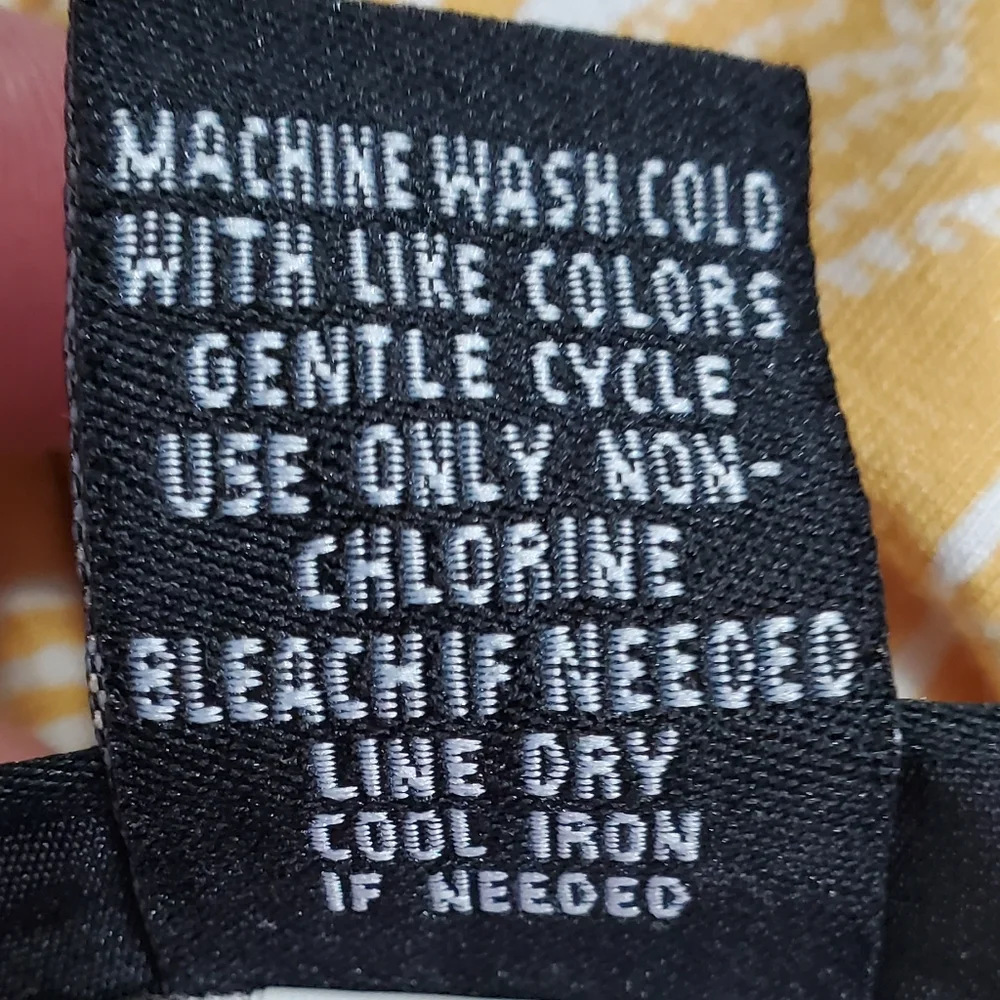 MACHINE WASH COLD
WITH LIKE COLORS
GENTLE CYCLE
USE ONLY NON-
CHLORINE
BLEACH IF NEEDED
LINE DRY
COOL IRON
IF NEEDED